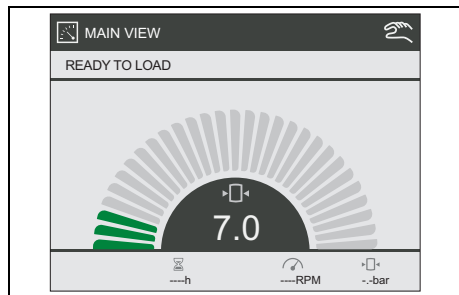 MAIN VIEW
READY TO LOAD
7.0
----h
----RPM
-.-bar